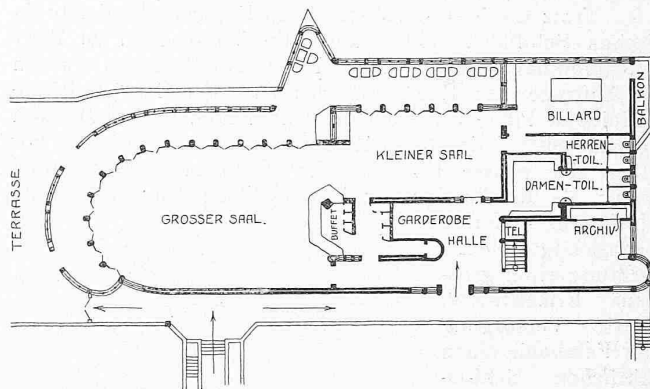 TERRASSE
GROSSER SAAL.
BUFFET
KLEINER SAAL
GARDEROBE
HALLE
BILLARD
BALKON
HERREN-
-TOIL.
DAMEN-TOIL.
TEL.
ARCHIV